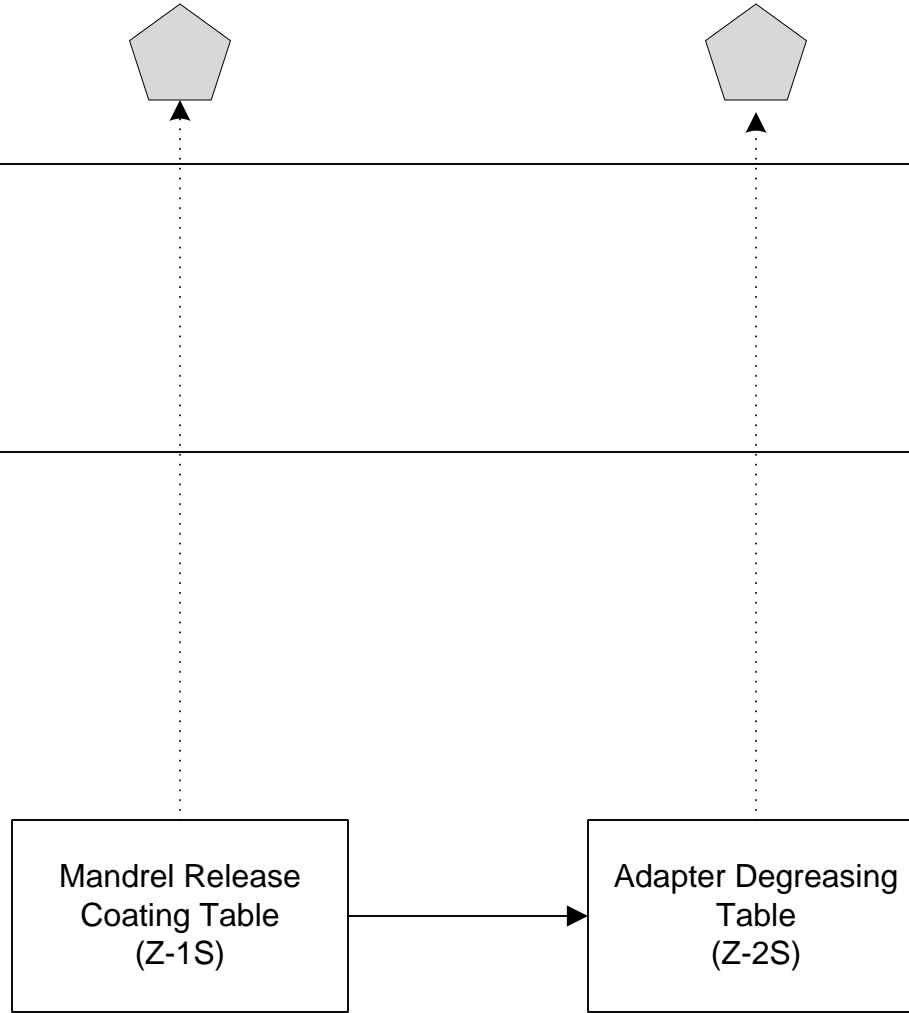 Mandrel Release
Coating Table
(Z-1S)
Adapter Degreasing
Table
(Z-2S)